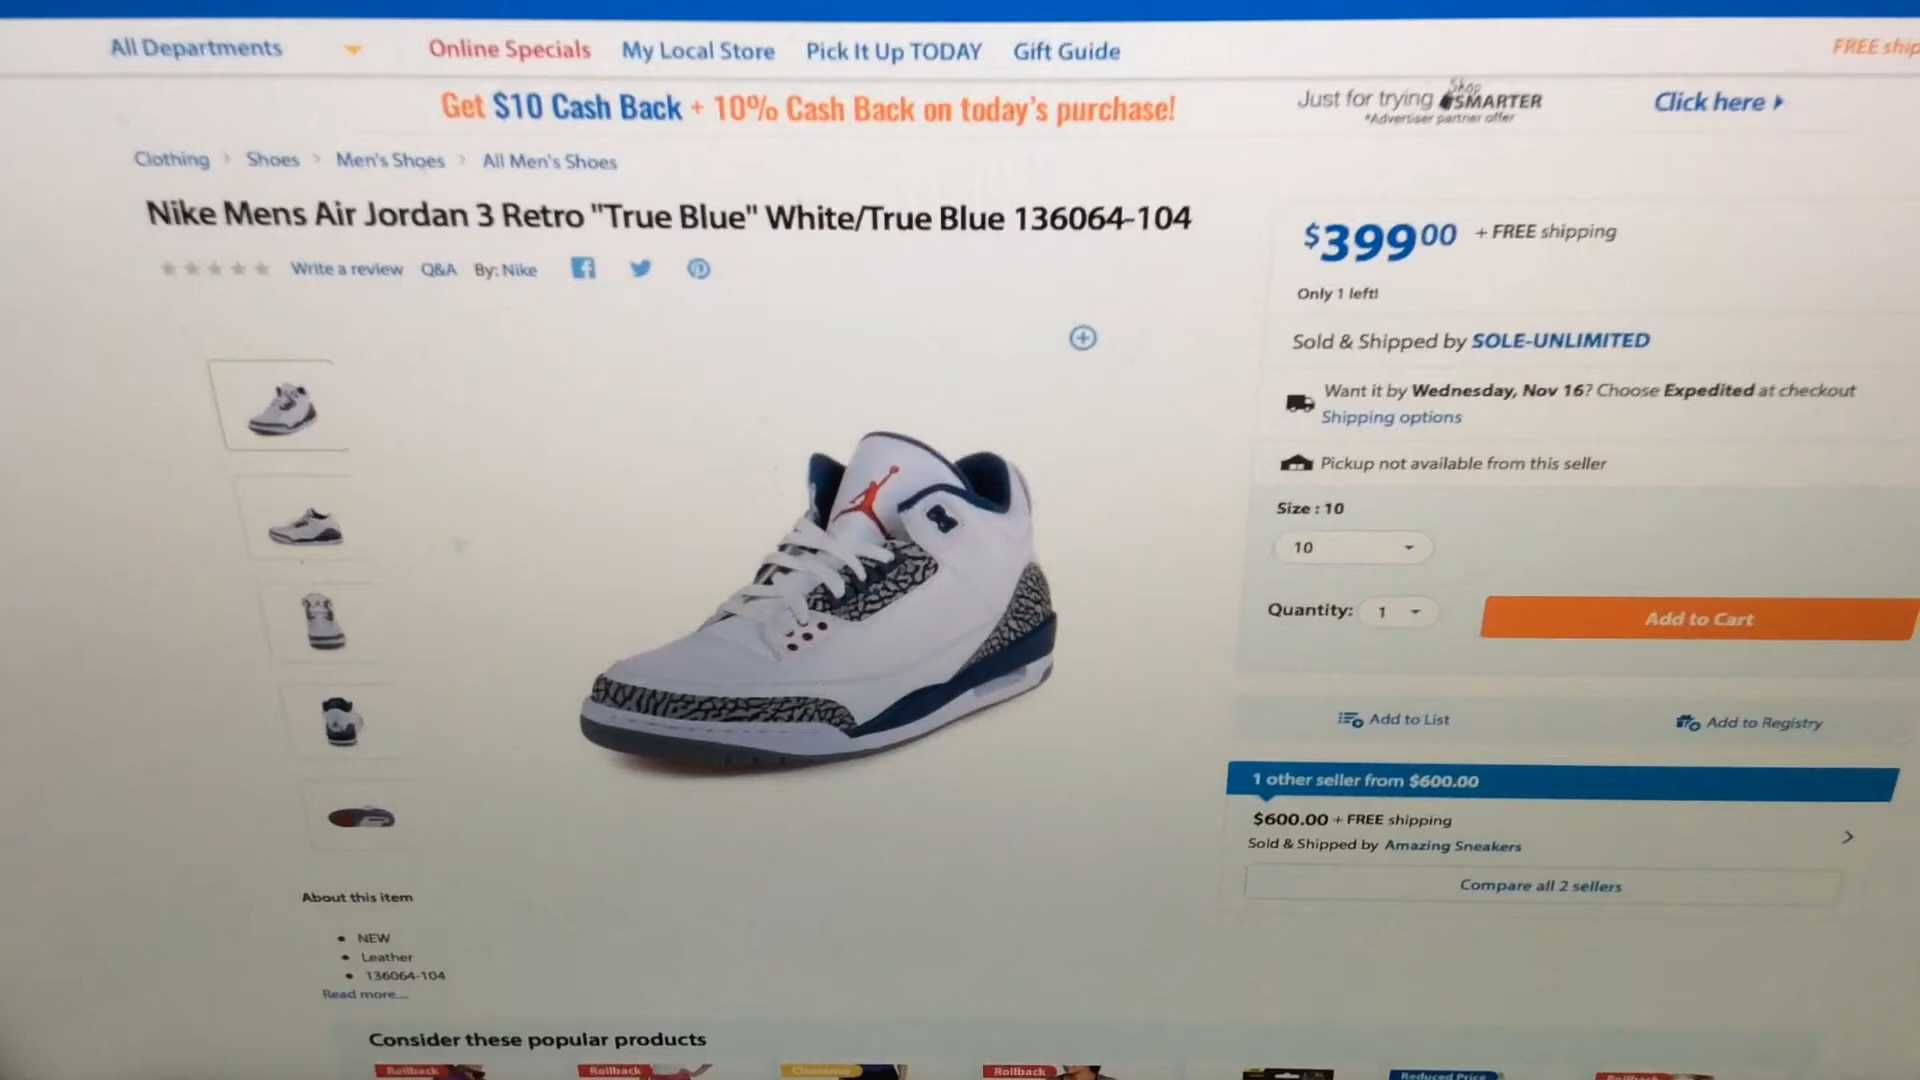 All Departments
Online Specials
My Local Store
Pick It Up TODAY
Gift Guide
FREE ship
Get $10 Cash Back + 10% Cash Back on today's purchase!
Just for trying Shop SMARTER
*Advertiser partner offer
Click here
Clothing > Shoes > Men's Shoes > All Men's Shoes
Nike Mens Air Jordan 3 Retro "True Blue" White/True Blue 136064-104
Write a review
Q&A
By: Nike
$399 00 + FREE shipping
Only 1 left!
Sold & Shipped by SOLE-UNLIMITED
Want it by Wednesday, Nov 16? Choose Expedited at checkout
Shipping options
Pickup not available from this seller
Size : 10
10
Quantity: 1
Add to Cart
Add to List
Add to Registry
1 other seller from $600.00
$600.00 + FREE shipping
Sold & Shipped by Amazing Sneakers
Compare all 2 sellers
About this item
• NEW
• Leather
• 136064-104
Read more....
Consider these popular products
Rollback
Rollback
Clearance
Rollback
Reduced Price
Rollback